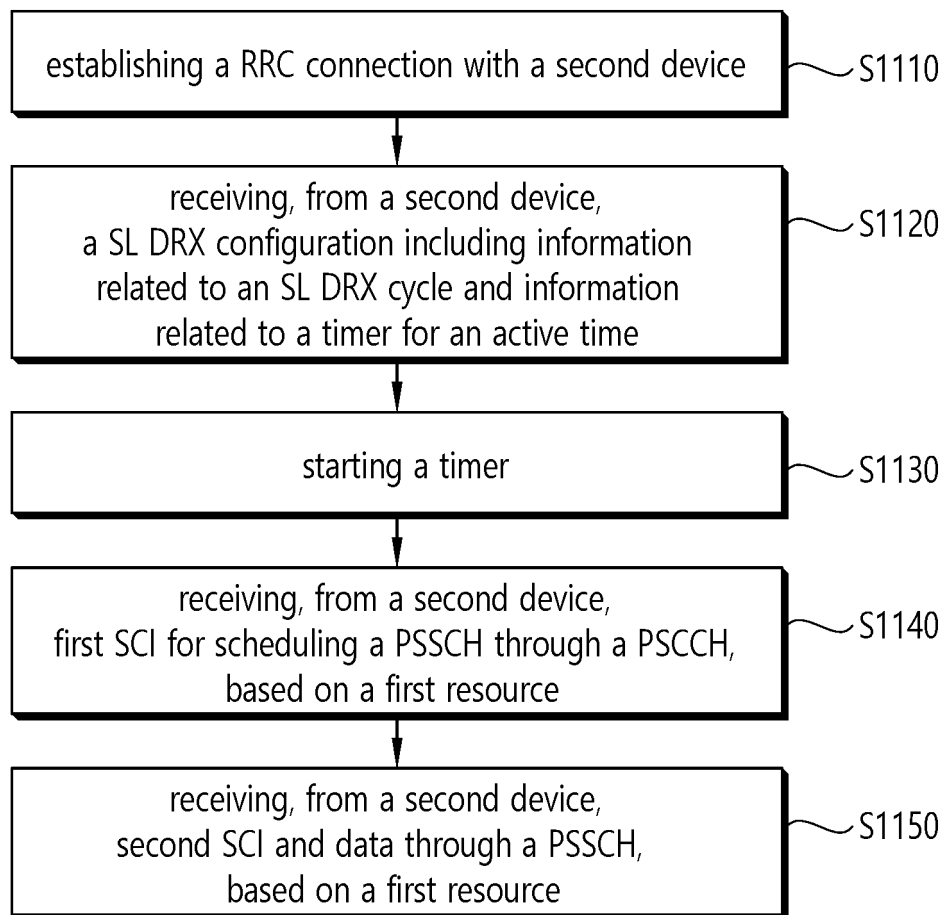 establishing a RRC connection with a second device
S1110
receiving, from a second device,
a SL DRX configuration including information
related to an SL DRX cycle and information
related to a timer for an active time
S1120
starting a timer
S1130
receiving, from a second device,
first SCI for scheduling a PSSCH through a PSCCH,
based on a first resource
S1140
receiving, from a second device,
second SCI and data through a PSSCH,
based on a first resource
S1150